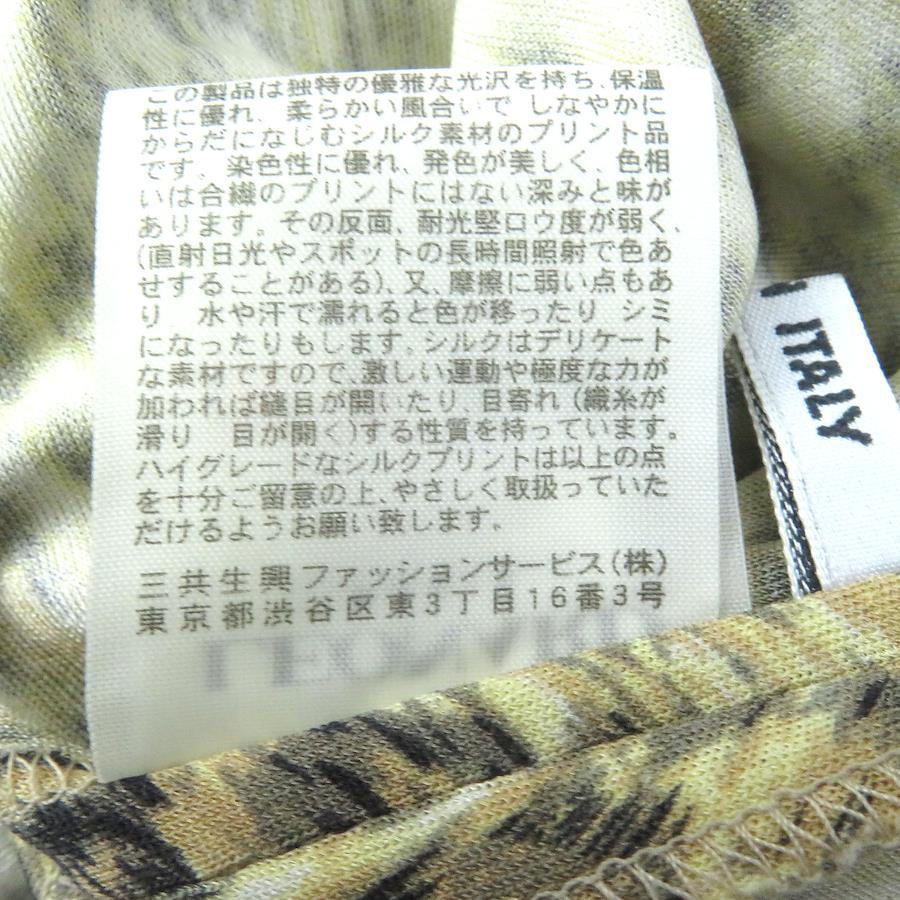 この製品は独特の優雅な光沢を持ち、保温
性に優れ、柔らかい風合いで しなやかに
からだになじむシルク素材のプリント品
です。染色性に優れ、発色が美しく、色相
いは合繊のプリントにはない深みと味が
あります。その反面、耐光堅ロウ度が弱く、
(直射日光やスポットの長時間照射で色あ
せすることがある)、又、摩擦に弱い点もあ
り 水や汗で濡れると色が移ったり シミ
になったりもします。シルクはデリケート
な素材ですので、激しい運動や極度な力が
加われば縫目が開いたり、目寄れ(織糸が
滑り 目が開く)する性質を持っています。
ハイグレードなシルクプリントは以上の点
を十分ご留意の上、やさしく取扱っていた
だけるようお願い致します。
三共生興ファッションサービス(株)
東京都渋谷区東3丁目16番3号
ITALY